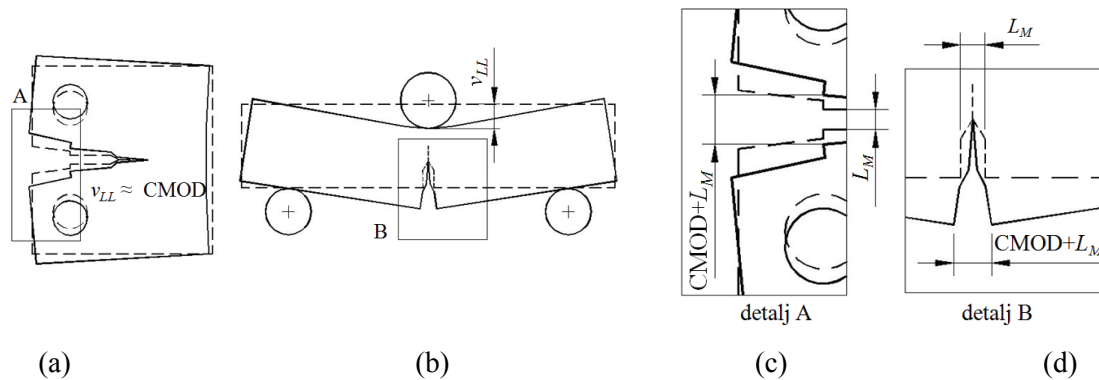 A
v_LL ≈ CMOD
v_LL
B
CMOD+L_M
L_M
detalj A
L_M
CMOD+L_M
detalj B
(a)
(b)
(c)
(d)